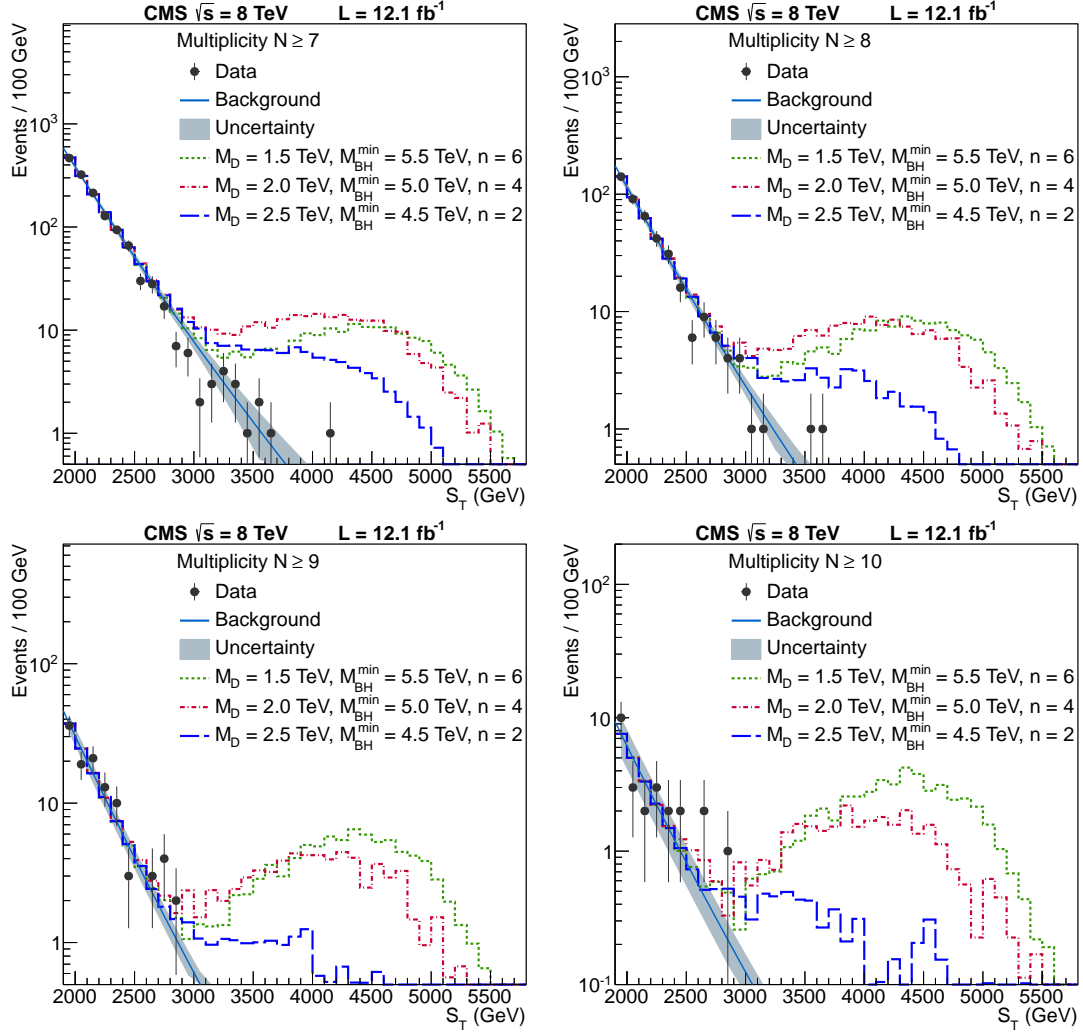 CMS √s = 8 TeV L = 12.1 fb⁻¹
Multiplicity N ≥ 7
Data
Background
Uncertainty
M_D = 1.5 TeV, M_BH^min = 5.5 TeV, n = 6
M_D = 2.0 TeV, M_BH^min = 5.0 TeV, n = 4
M_D = 2.5 TeV, M_BH^min = 4.5 TeV, n = 2
Events / 100 GeV
10³
10²
10
1
2000 2500 3000 3500 4000 4500 5000 5500
S_T (GeV)
CMS √s = 8 TeV L = 12.1 fb⁻¹
Multiplicity N ≥ 8
Data
Background
Uncertainty
M_D = 1.5 TeV, M_BH^min = 5.5 TeV, n = 6
M_D = 2.0 TeV, M_BH^min = 5.0 TeV, n = 4
M_D = 2.5 TeV, M_BH^min = 4.5 TeV, n = 2
Events / 100 GeV
10³
10²
10
1
2000 2500 3000 3500 4000 4500 5000 5500
S_T (GeV)
CMS √s = 8 TeV L = 12.1 fb⁻¹
Multiplicity N ≥ 9
Data
Background
Uncertainty
M_D = 1.5 TeV, M_BH^min = 5.5 TeV, n = 6
M_D = 2.0 TeV, M_BH^min = 5.0 TeV, n = 4
M_D = 2.5 TeV, M_BH^min = 4.5 TeV, n = 2
Events / 100 GeV
10²
10
1
2000 2500 3000 3500 4000 4500 5000 5500
S_T (GeV)
CMS √s = 8 TeV L = 12.1 fb⁻¹
Multiplicity N ≥ 10
Data
Background
Uncertainty
M_D = 1.5 TeV, M_BH^min = 5.5 TeV, n = 6
M_D = 2.0 TeV, M_BH^min = 5.0 TeV, n = 4
M_D = 2.5 TeV, M_BH^min = 4.5 TeV, n = 2
Events / 100 GeV
10²
10
1
10⁻¹
2000 2500 3000 3500 4000 4500 5000 5500
S_T (GeV)